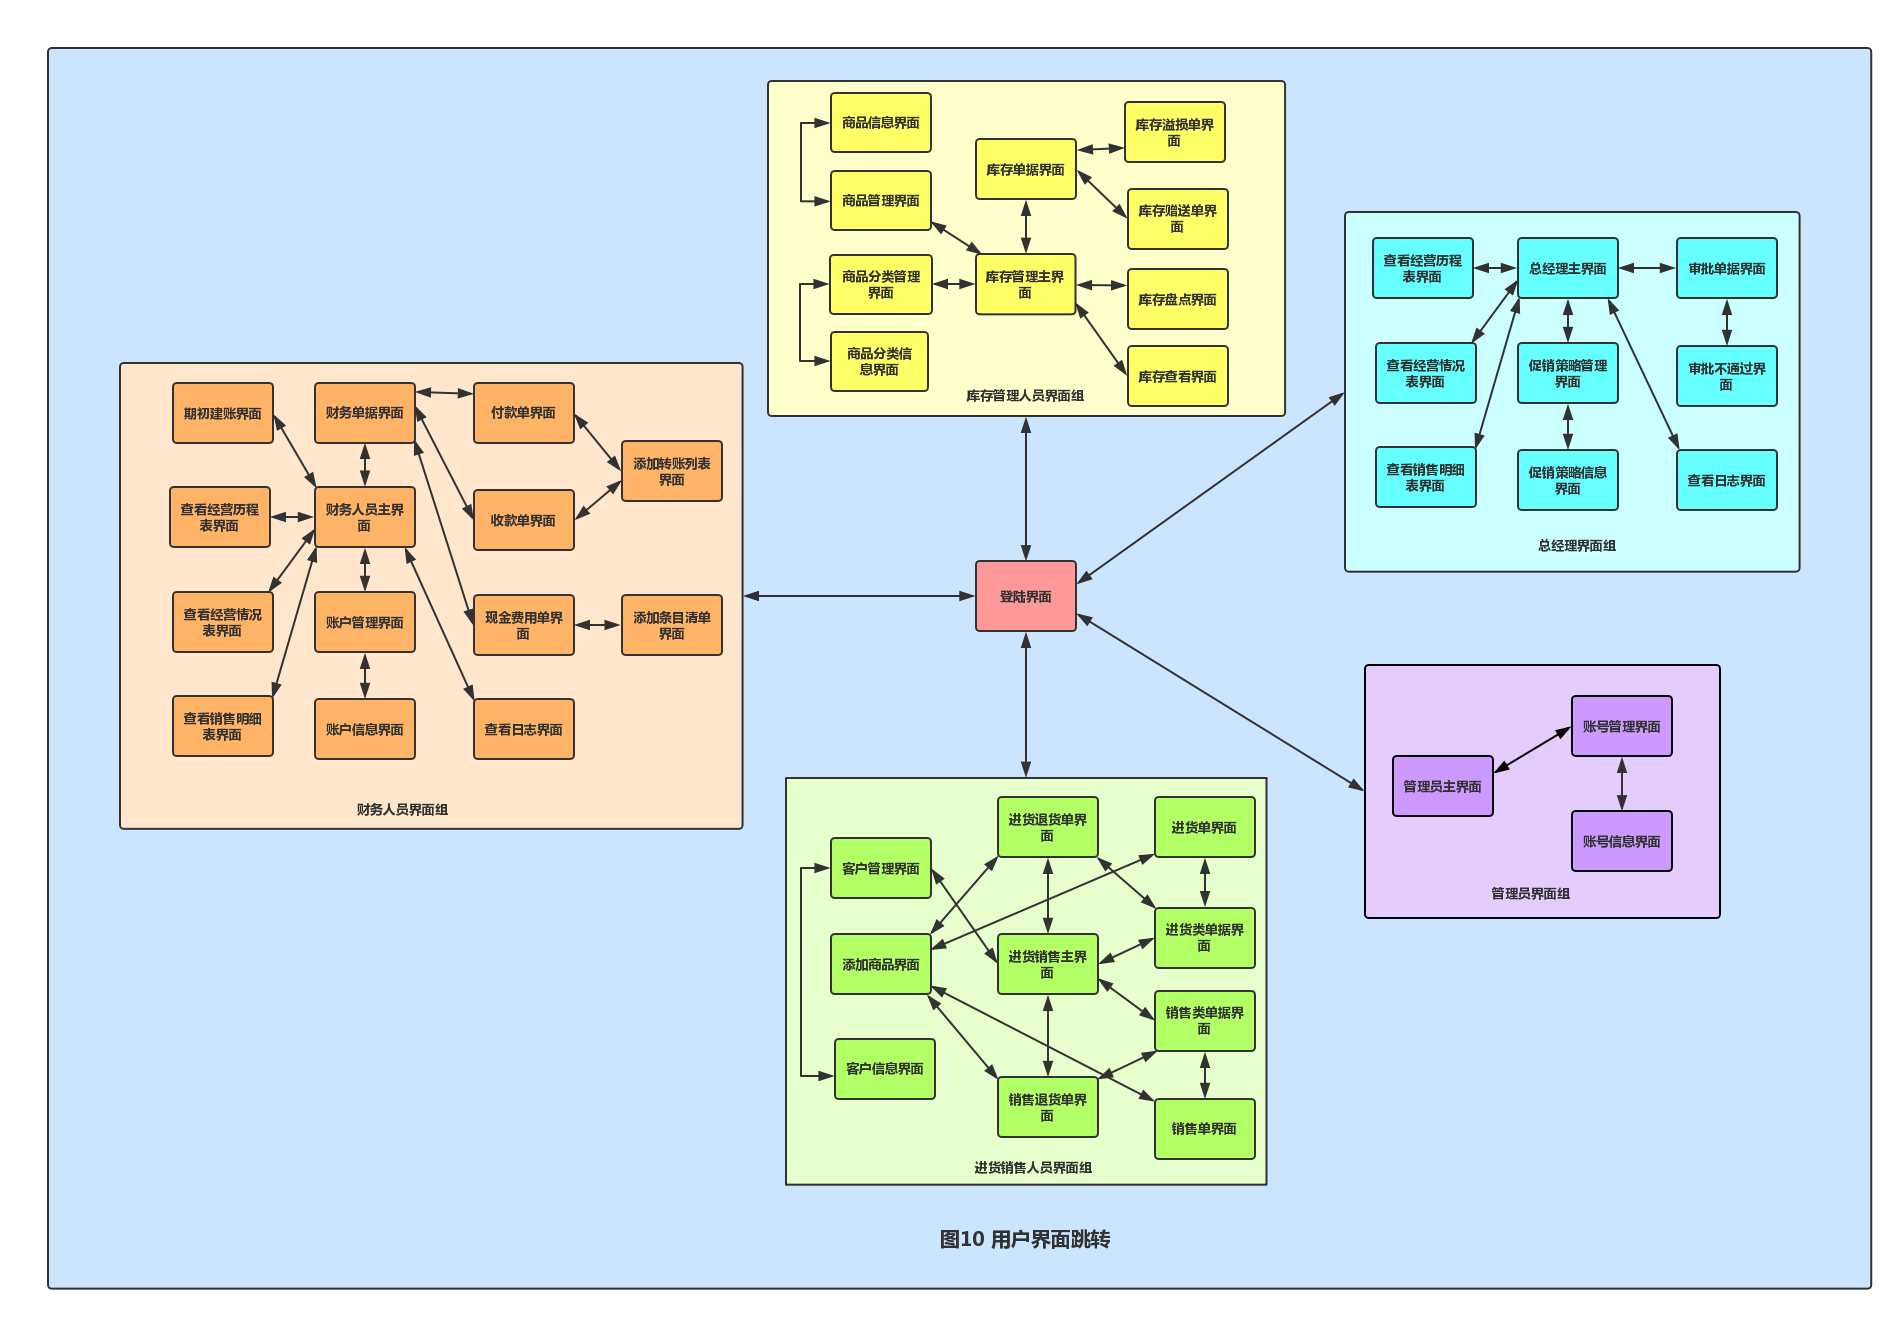 商品信息界面
商品管理界面
商品分类管理
界面
商品分类信
息界面
库存单据界面
库存管理主界
面
库存溢损单界
面
库存赠送单界
面
库存盘点界面
库存查看界面
库存管理人员界面组
查看经营历程
表界面
总经理主界面
审批单据界面
查看经营情况
表界面
促销策略管理
界面
审批不通过界
面
查看销售明细
表界面
促销策略信息
界面
查看日志界面
总经理界面组
期初建账界面
财务单据界面
付款单界面
添加转账列表
界面
查看经营历程
表界面
财务人员主界
面
收款单界面
查看经营情况
表界面
账户管理界面
现金费用单界
面
添加条目清单
界面
查看销售明细
表界面
账户信息界面
查看日志界面
财务人员界面组
登陆界面
账号管理界面
管理员主界面
账号信息界面
管理员界面组
进货退货单界
面
进货单界面
客户管理界面
进货类单据界
面
添加商品界面
进货销售主界
面
销售类单据界
面
客户信息界面
销售退货单界
面
销售单界面
进货销售人员界面组
图10 用户界面跳转